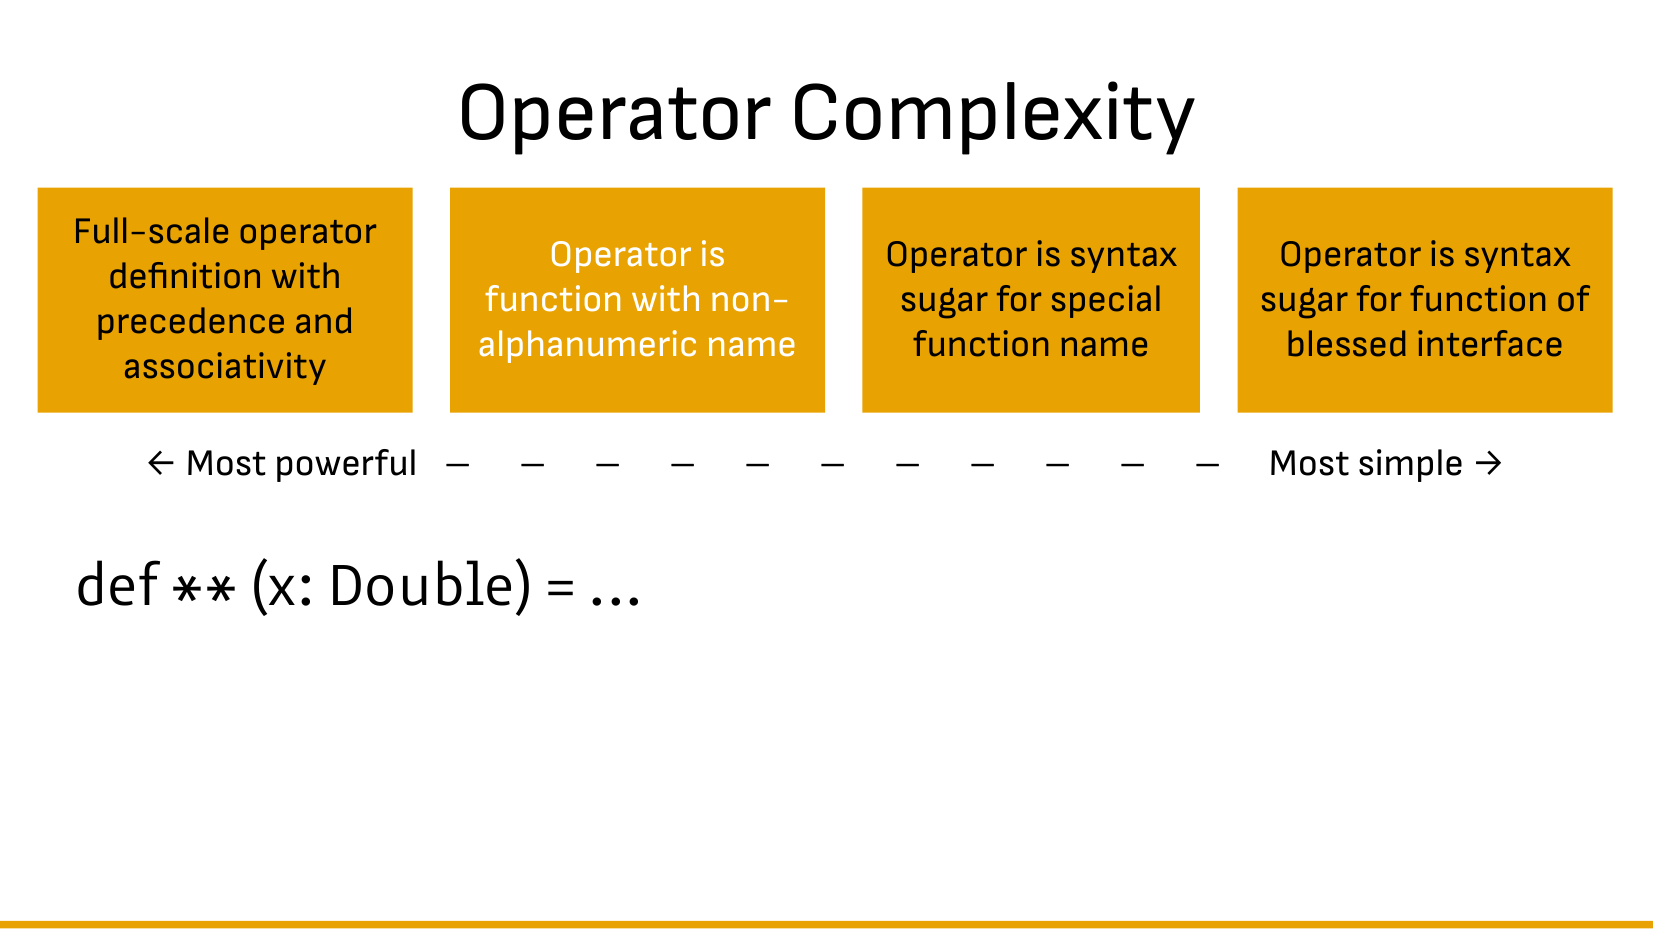 Operator Complexity
Full-scale operator
definition with
precedence and
associativity
Operator is
function with non-
alphanumeric name
Operator is syntax
sugar for special
function name
Operator is syntax
sugar for function of
blessed interface
← Most powerful – – – – – – – – – – – Most simple →
def ** (x: Double) = ...